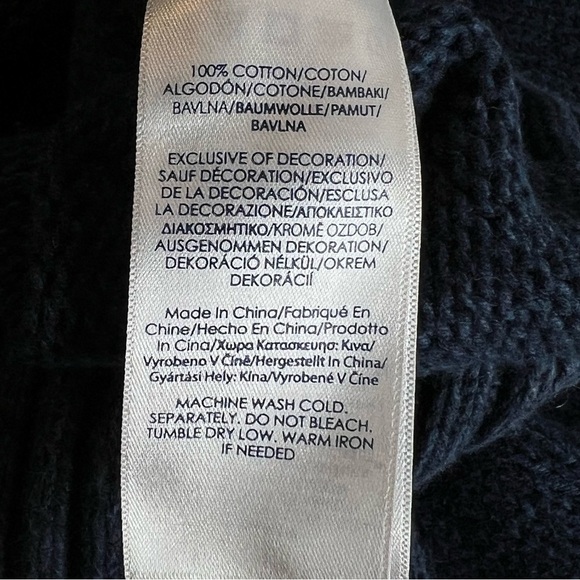 100% COTTON/COTON/
ALGODÓN/COTONE/BAMBAKI/
BAVLNA/BAUMWOLLE/PAMUT/
BAVLNA
EXCLUSIVE OF DECORATION/
SAUF DÉCORATION/EXCLUSIVO
DE LA DECORACIÓN/ESCLUSA
LA DECORAZIONE/ΑΠΟΚΛΕΙΣΤΙΚΟ
ΔΙΑΚΟΣΜΗΤΙΚΟ/KROMĚ OZDOB/
AUSGENOMMEN DEKORATION/
DEKORÁCIÓ NÉLKÜL/OKREM
DEKORÁCIÍ
Made In China/Fabriqué En
Chine/Hecho En China/Prodotto
In Cina/Χωρα Κατασκευησ: Κινα/
Vyrobeno V Číně/Hergestellt In China/
Gyártási Hely: Kína/Vyrobené V Číne
MACHINE WASH COLD.
SEPARATELY. DO NOT BLEACH.
TUMBLE DRY LOW. WARM IRON
IF NEEDED